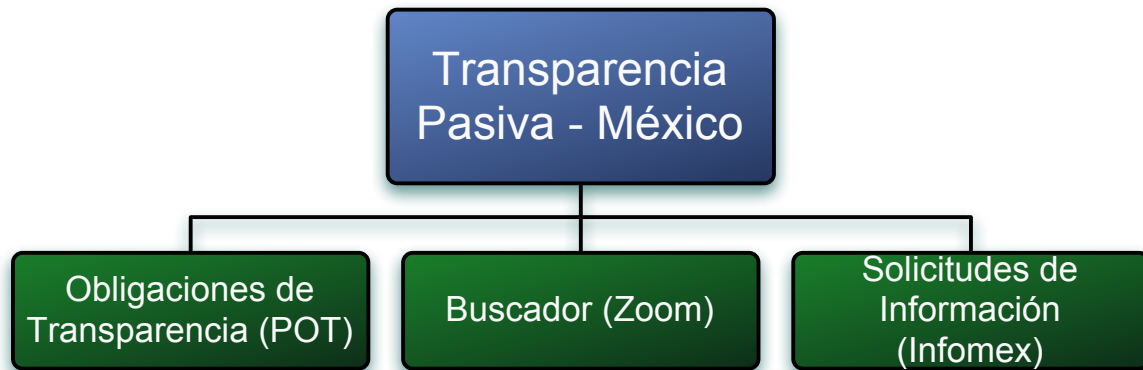 Transparencia
Pasiva - México
Obligaciones de
Transparencia (POT)
Buscador (Zoom)
Solicitudes de
Información
(Infomex)